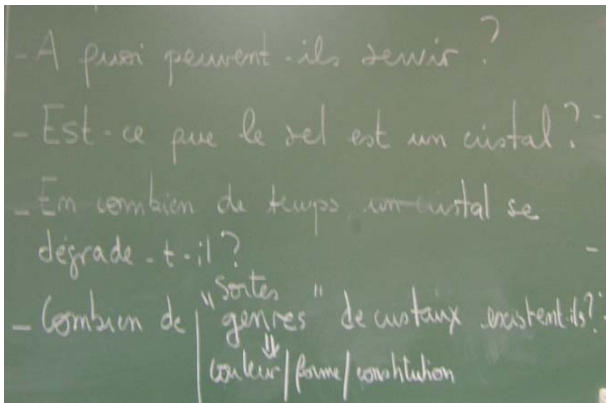 - A quoi peuvent-ils servir ?
- Est-ce que le sel est un cristal ?
- En combien de temps un cristal se
dégrade-t-il ?
"Sortes
- Combien de genres" de cristaux existent-ils ?
⇓
couleur / forme / constitution